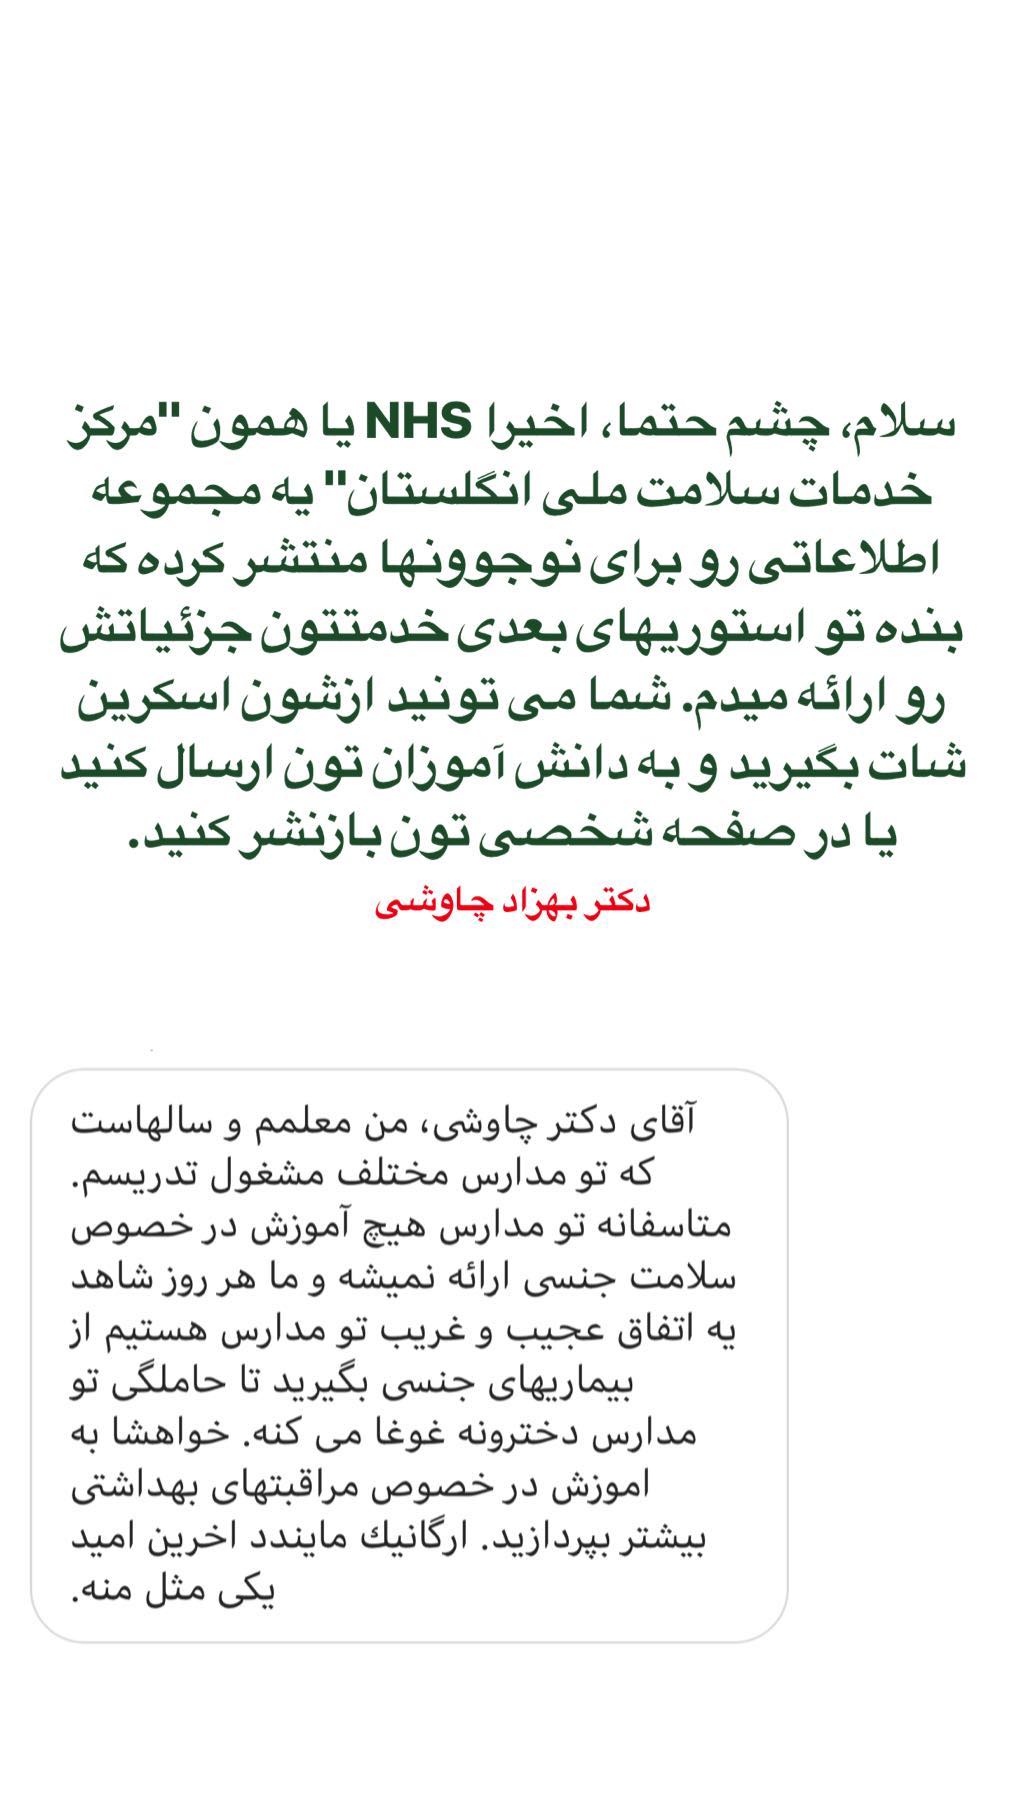 سلام، چشم حتما، اخیرا NHS یا همون "مرکز
خدمات سلامت ملی انگلستان" یه مجموعه
اطلاعاتی رو برای نوجوونها منتشر کرده که
بنده تو استوریهای بعدی خدمتتون جزئیاتش
رو ارائه میدم. شما می تونید ازشون اسکرین
شات بگیرید و به دانش آموزان تون ارسال کنید
یا در صفحه شخصی تون بازنشر کنید.
دکتر بهزاد چاوشی
آقای دکتر چاوشی، من معلمم و سالهاست
که تو مدارس مختلف مشغول تدریسم.
متاسفانه تو مدارس هیچ آموزش در خصوص
سلامت جنسی ارائه نمیشه و ما هر روز شاهد
یه اتفاق عجیب و غریب تو مدارس هستیم از
بیماریهای جنسی بگیرید تا حاملگی تو
مدارس دخترونه غوغا می کنه. خواهشا به
اموزش در خصوص مراقبتهای بهداشتی
بیشتر بپردازید. ارگانیك مایندد اخرین امید
یکی مثل منه.